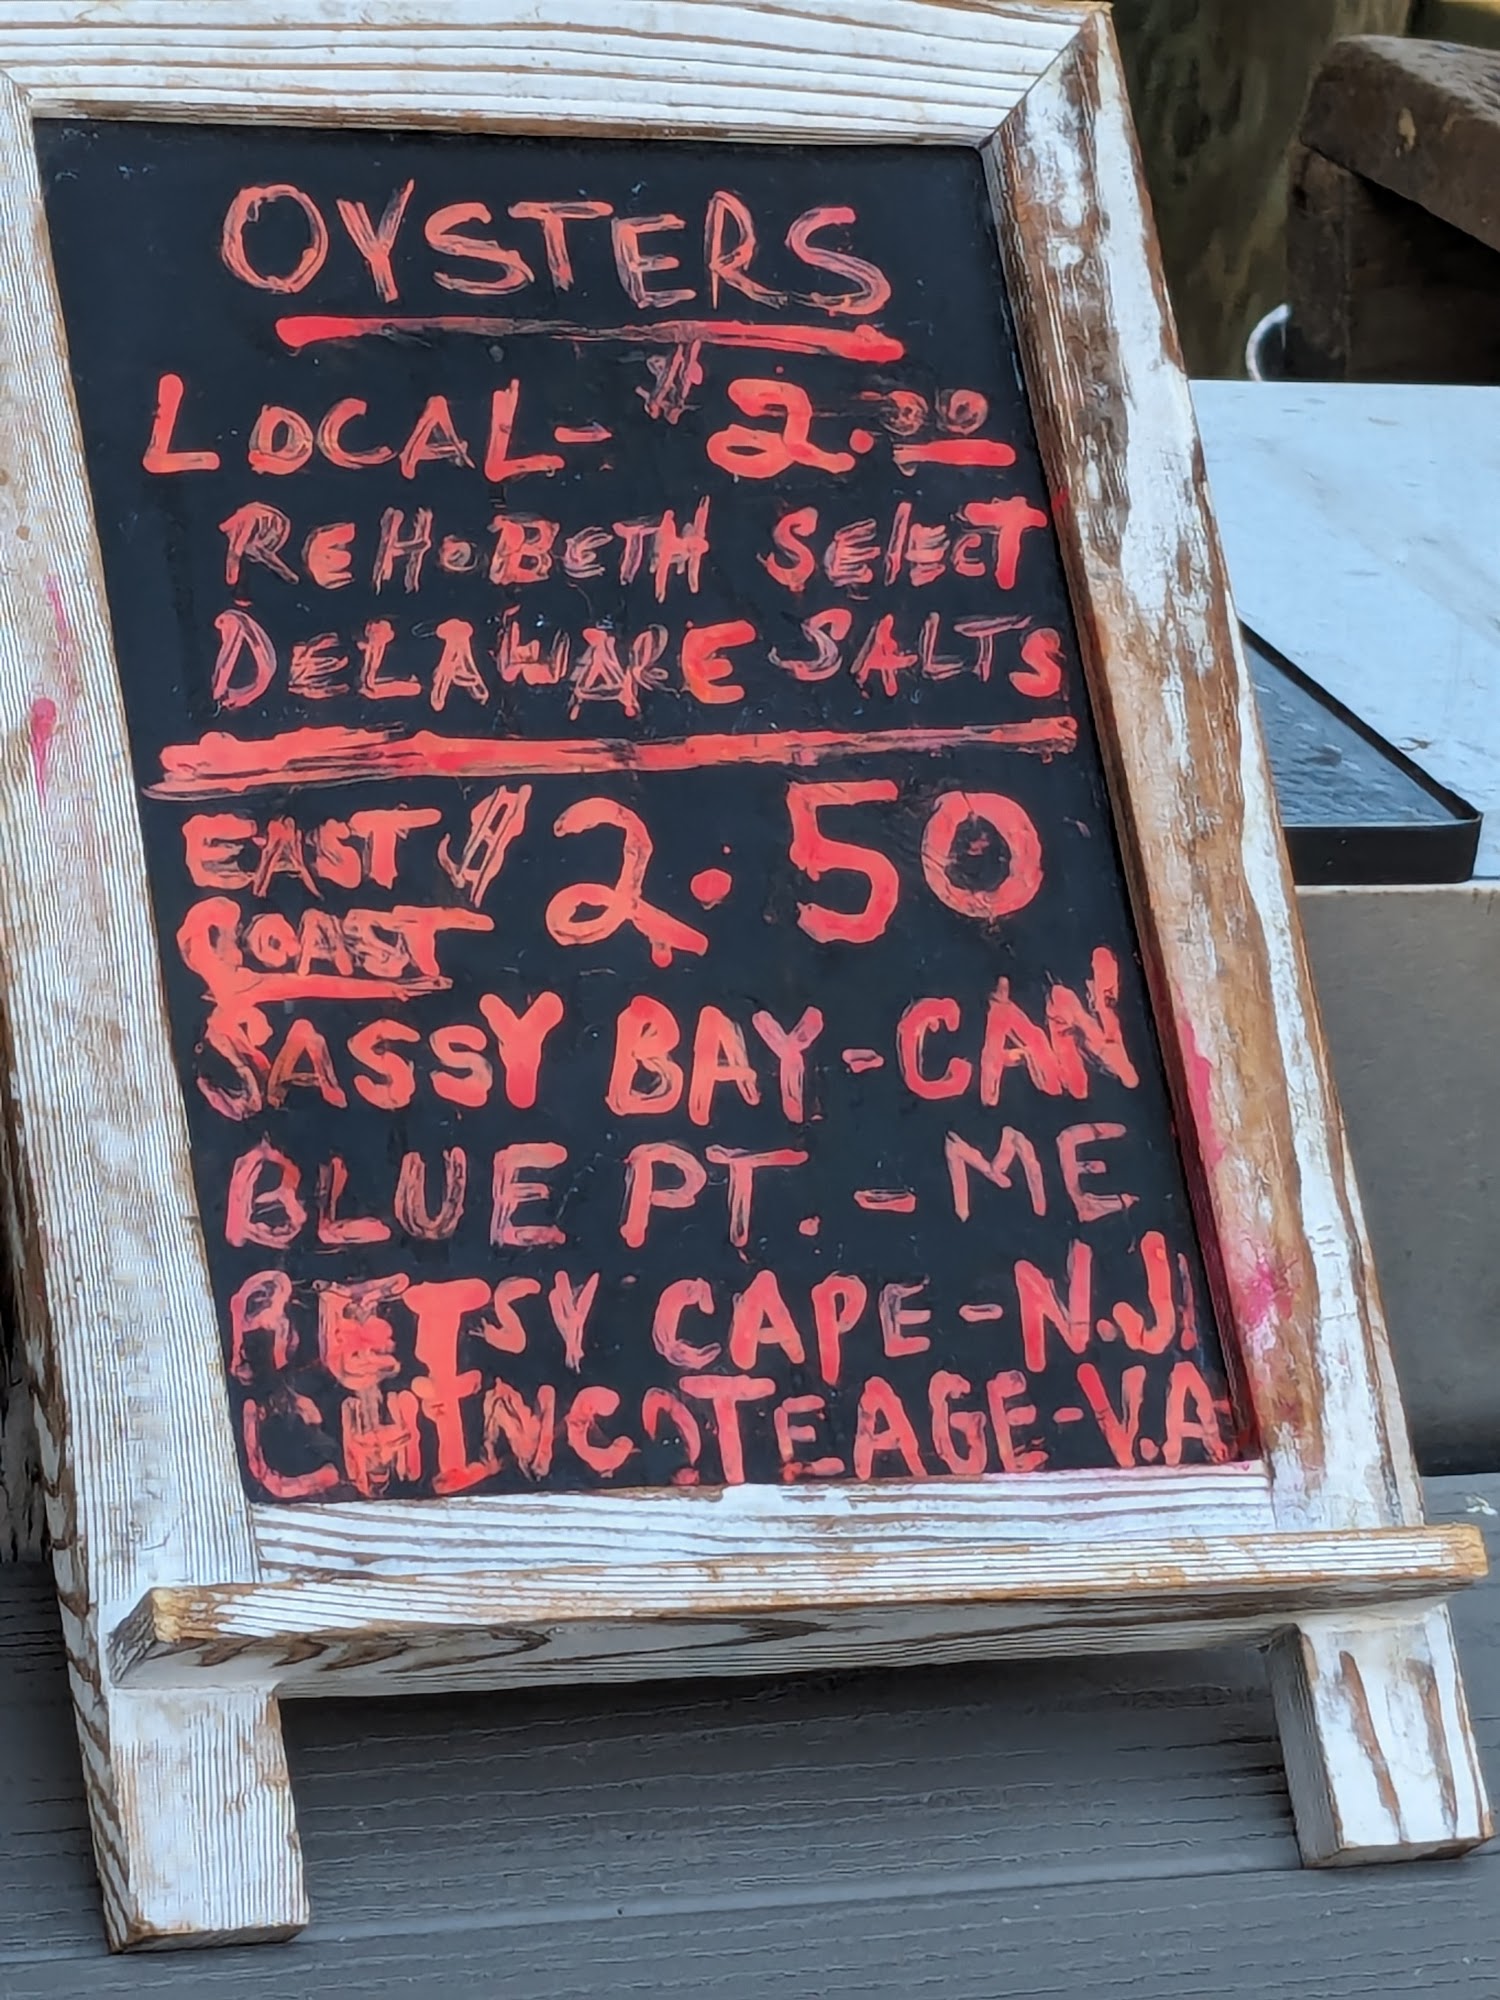 OYSTERS
LOCAL- $2.00
REHOBETH SELECT
DELAWARE SALTS
EAST $2.50
COAST
SASSY BAY-CAN
BLUE PT. - ME
BETSY CAPE-N.J.
CHINCOTEAGE-V.A